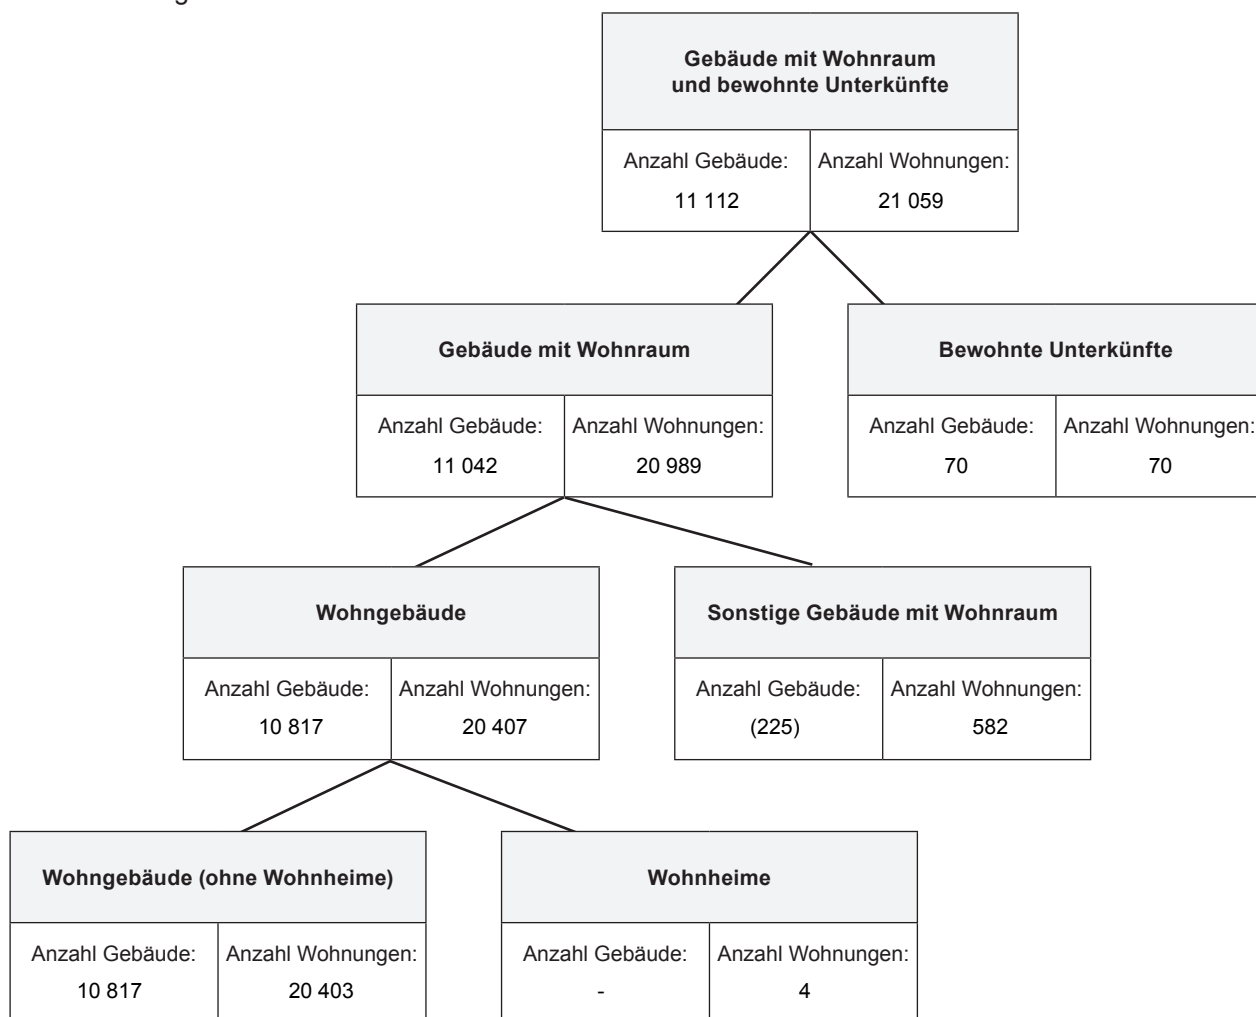 Gebäude mit Wohnraum
und bewohnte Unterkünfte
Anzahl Gebäude:
Anzahl Wohnungen:
11 112
21 059
Gebäude mit Wohnraum
Bewohnte Unterkünfte
Anzahl Gebäude:
Anzahl Wohnungen:
Anzahl Gebäude:
Anzahl Wohnungen:
11 042
20 989
70
70
Wohngebäude
Sonstige Gebäude mit Wohnraum
Anzahl Gebäude:
Anzahl Wohnungen:
Anzahl Gebäude:
Anzahl Wohnungen:
10 817
20 407
(225)
582
Wohngebäude (ohne Wohnheime)
Wohnheime
Anzahl Gebäude:
Anzahl Wohnungen:
Anzahl Gebäude:
Anzahl Wohnungen:
10 817
20 403
-
4